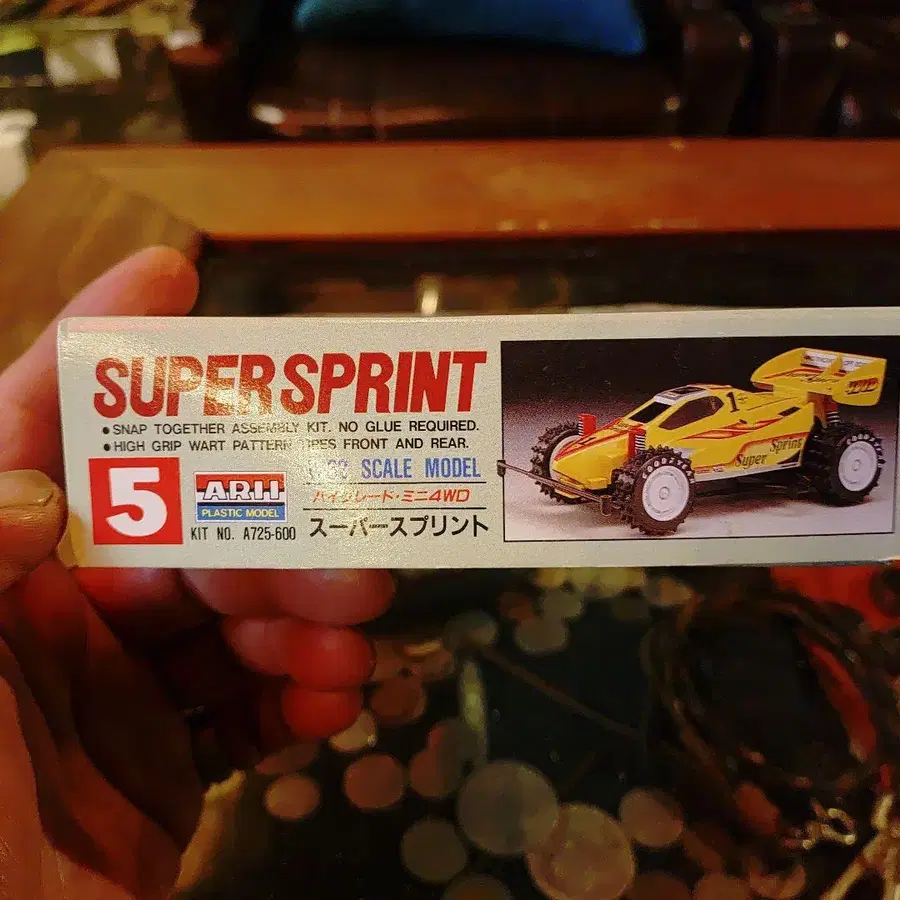 SUPER SPRINT
• SNAP TOGETHER ASSEMBLY KIT. NO GLUE REQUIRED.
• HIGH GRIP WART PATTERN FRONT AND REAR.
5
ARII
PLASTIC MODEL
KIT NO. A725-600
SCALE MODEL
ハイグレード・ミニ4WD
スーパースプリント
1
Super Sprint